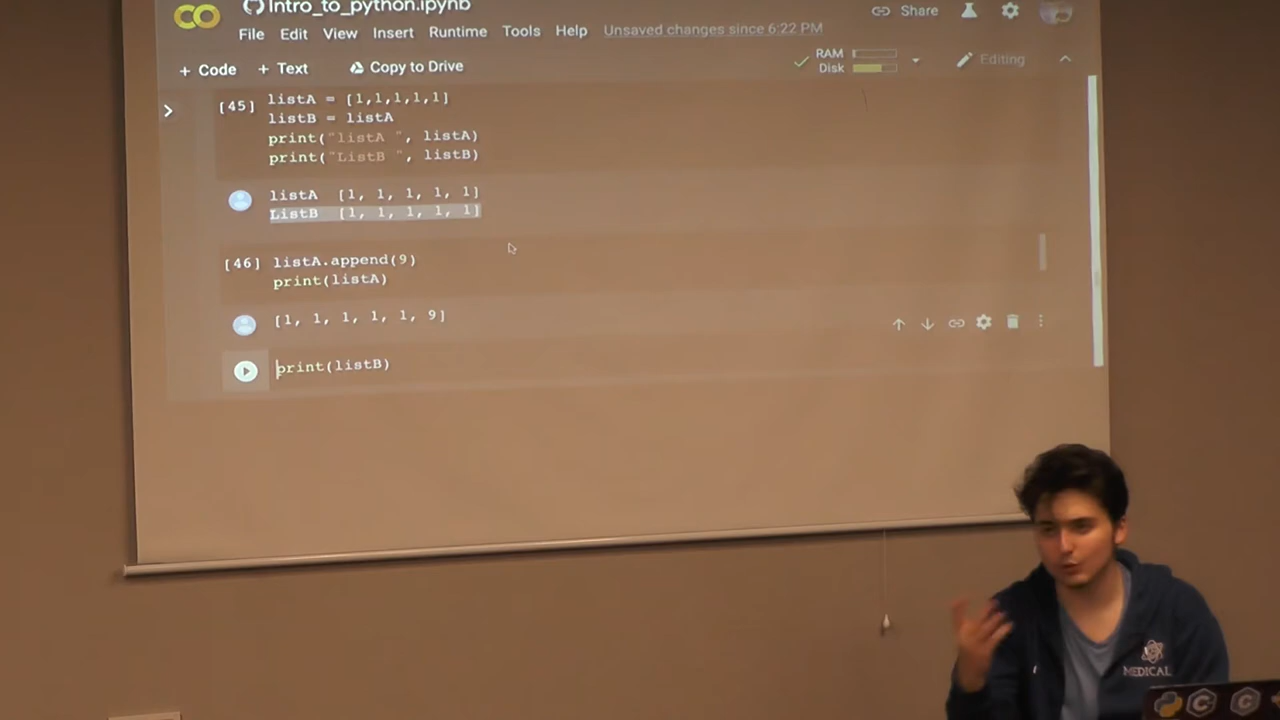 CO
Intro_to_python.ipynb
Share
File Edit View Insert Runtime Tools Help Unsaved changes since 6:22 PM
+ Code + Text Copy to Drive
RAM
Disk
Editing
[45] listA = [1,1,1,1,1]
listB = listA
print("listA ", listA)
print("ListB ", listB)
listA [1, 1, 1, 1, 1]
ListB [1, 1, 1, 1, 1]
[46] listA.append(9)
print(listA)
[1, 1, 1, 1, 1, 9]
print(listB)
MEDICAL